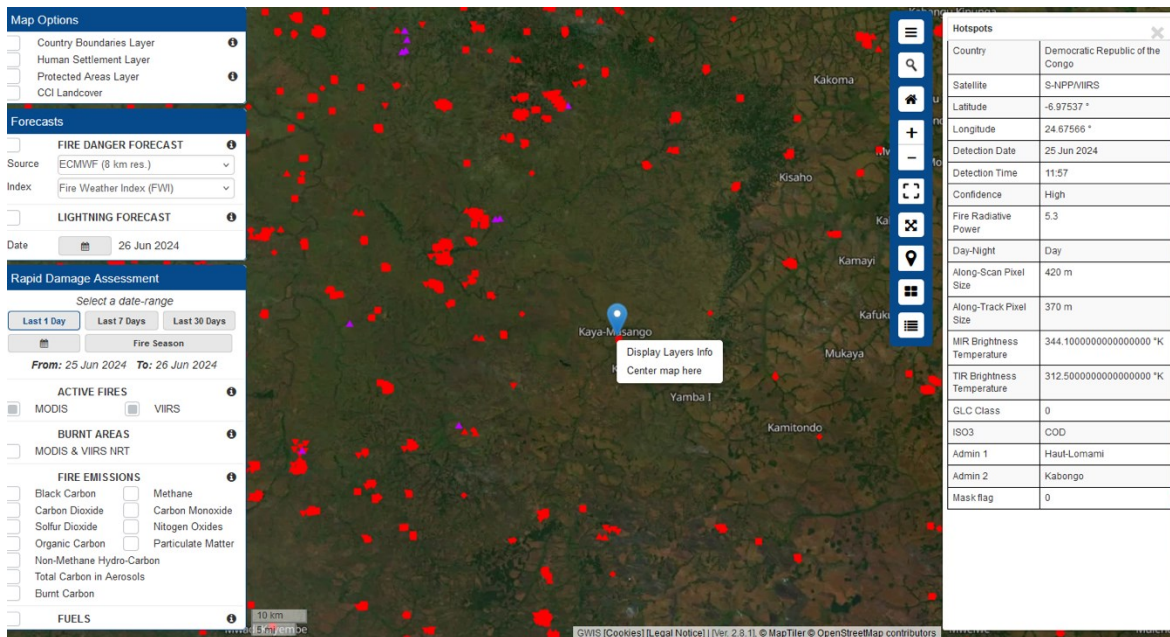 Map Options
Country Boundaries Layer
Human Settlement Layer
Protected Areas Layer
CCI Landcover
Forecasts
FIRE DANGER FORECAST
Source ECMWF (8 km res.)
Index Fire Weather Index (FWI)
LIGHTNING FORECAST
Date 26 Jun 2024
Rapid Damage Assessment
Select a date-range
Last 1 Day Last 7 Days Last 30 Days
Fire Season
From: 25 Jun 2024 To: 26 Jun 2024
ACTIVE FIRES
MODIS VIIRS
BURNT AREAS
MODIS & VIIRS NRT
FIRE EMISSIONS
Black Carbon Methane
Carbon Dioxide Carbon Monoxide
Solfur Dioxide Nitogen Oxides
Organic Carbon Particulate Matter
Non-Methane Hydro-Carbon
Total Carbon in Aerosols
Burnt Carbon
FUELS
Kakoma
Kisaho
Kamayi
Kaya-Masango
Display Layers Info
Center map here
Mukaya
Yamba I
Kamitondo
10 km
GWIS [Cookies] [Legal Notice] | [Ver. 2.8.1], © MapTiler © OpenStreetMap contributors
Hotspots
Country Democratic Republic of the
Congo
Satellite S-NPP/VIIRS
Latitude -6.97537 °
Longitude 24.67566 °
Detection Date 25 Jun 2024
Detection Time 11:57
Confidence High
Fire Radiative 5.3
Power
Day-Night Day
Along-Scan Pixel 420 m
Size
Along-Track Pixel 370 m
Size
MIR Brightness 344.1000000000000000 °K
Temperature
TIR Brightness 312.5000000000000000 °K
Temperature
GLC Class 0
ISO3 COD
Admin 1 Haut-Lomami
Admin 2 Kabongo
Mask flag 0